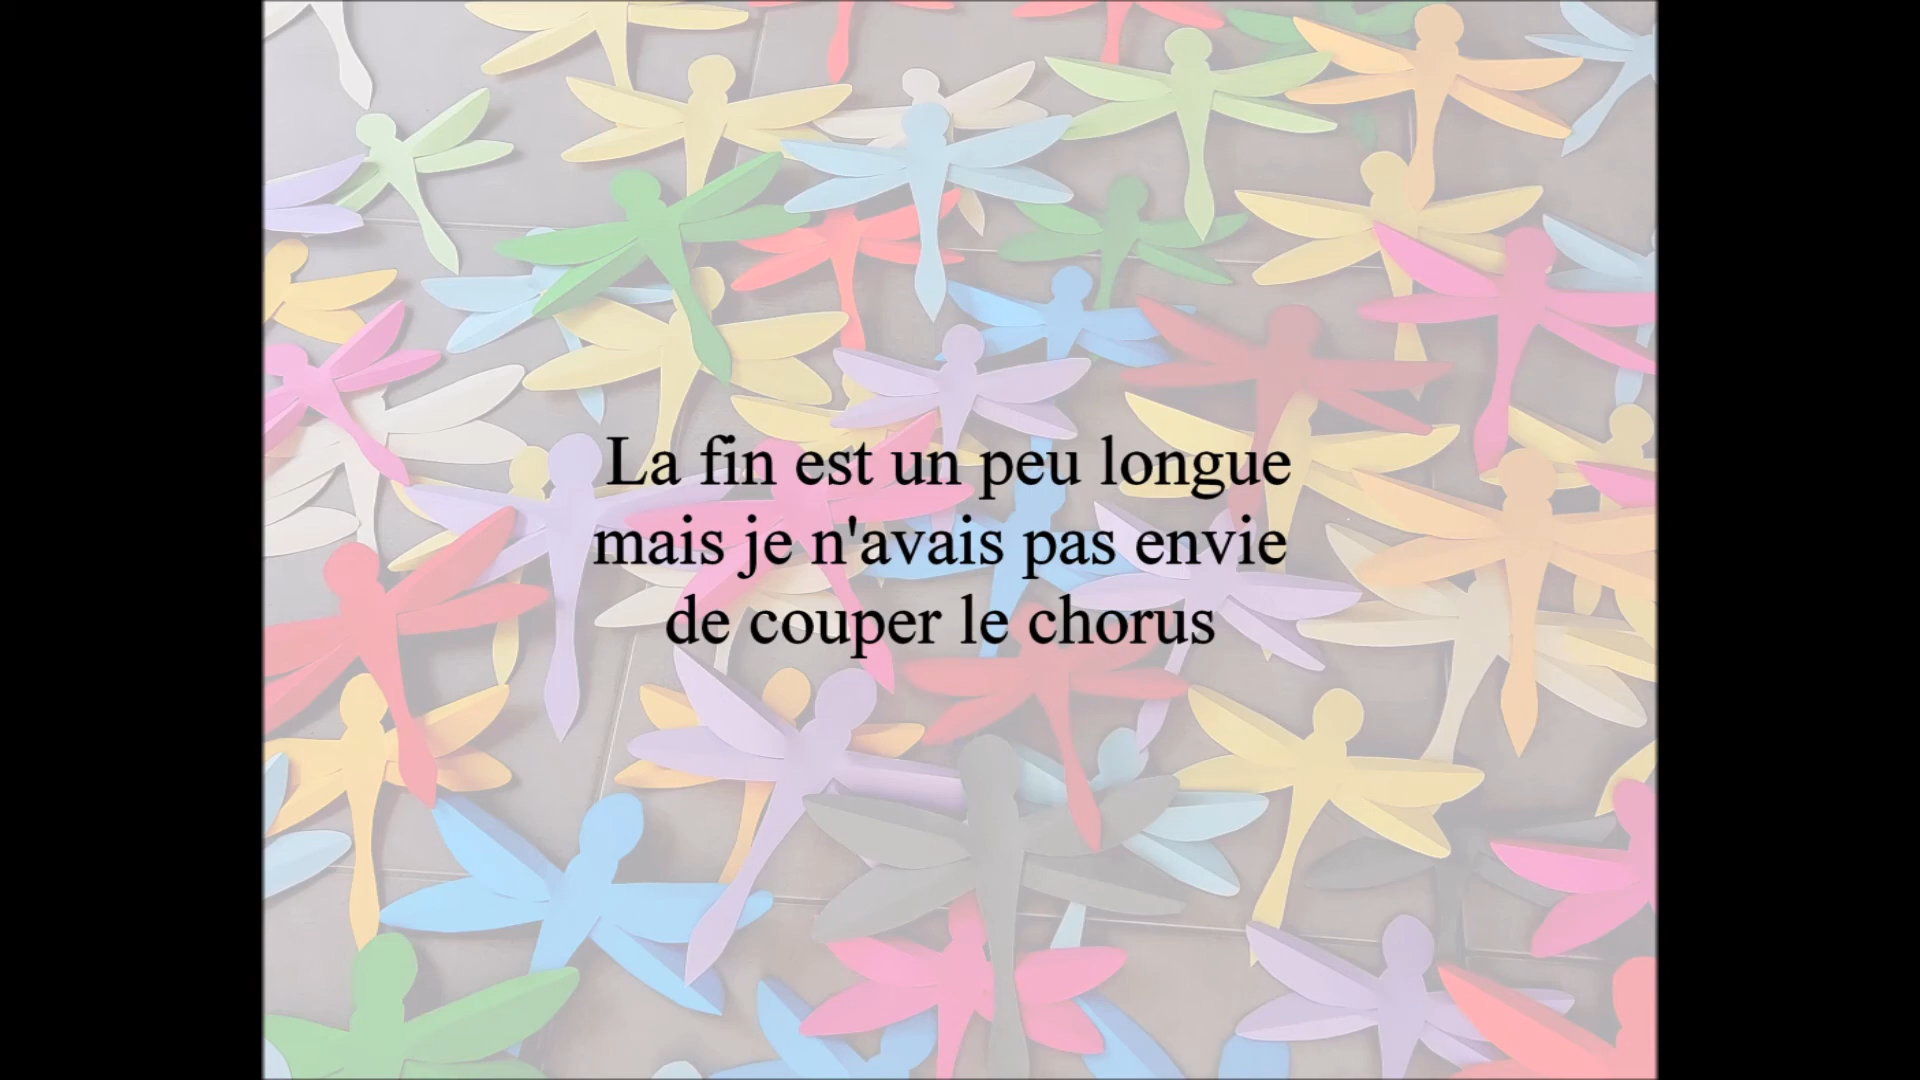 La fin est un peu longue
mais je n'avais pas envie
de couper le chorus